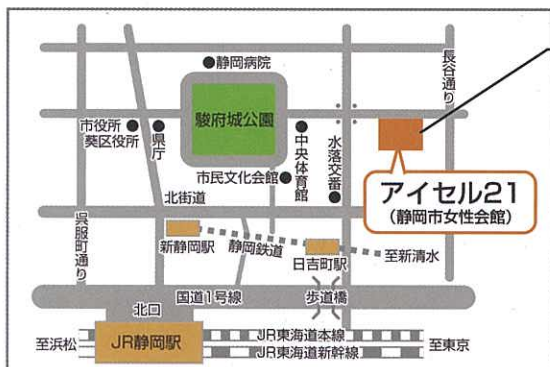 静岡病院
長谷通り
駿府城公園
市役所
葵区役所
県庁
市民文化会館
中央体育館
水落交番
アイセル21
(静岡市女性会館)
北街道
呉服町通り
新静岡駅
静岡鉄道
日吉町駅
至新清水
国道1号線
歩道橋
北口
至浜松
JR静岡駅
JR東海道本線
JR東海道新幹線
至東京